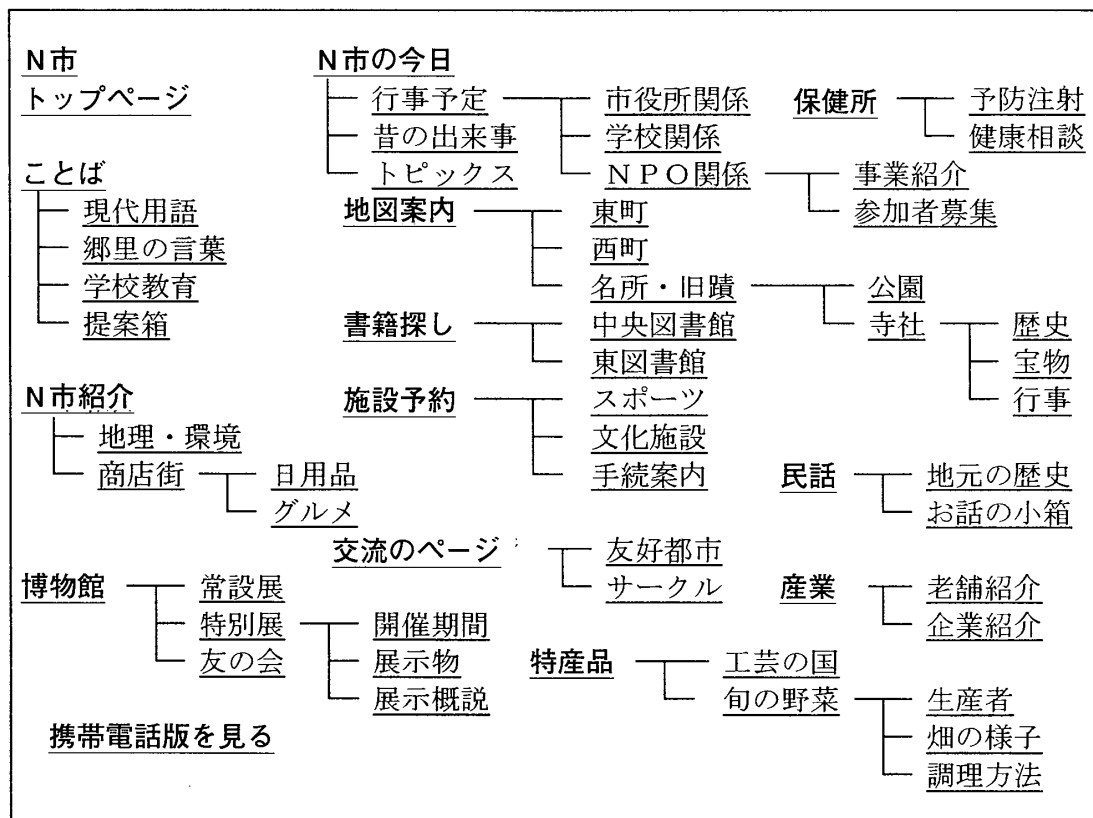 N市
トップページ
ことば
現代用語
郷里の言葉
学校教育
提案箱
N市紹介
地理・環境
商店街
日用品
グルメ
博物館
常設展
特別展
友の会
開催期間
展示物
展示概説
携帯電話版を見る
N市の今日
行事予定
昔の出来事
トピックス
市役所関係
学校関係
NPO関係
事業紹介
参加者募集
地図案内
東町
西町
名所・旧蹟
公園
寺社
歴史
宝物
行事
書籍探し
中央図書館
東図書館
施設予約
スポーツ
文化施設
手続案内
交流のページ
友好都市
サークル
保健所
予防注射
健康相談
民話
地元の歴史
お話の小箱
産業
老舗紹介
企業紹介
特産品
工芸の国
旬の野菜
生産者
畑の様子
調理方法